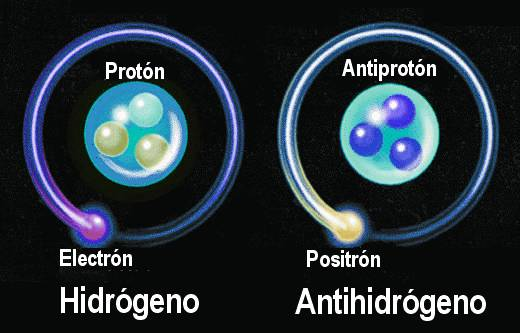 Protón
Antiprotón
Electrón
Positrón
Hidrógeno
Antihidrógeno